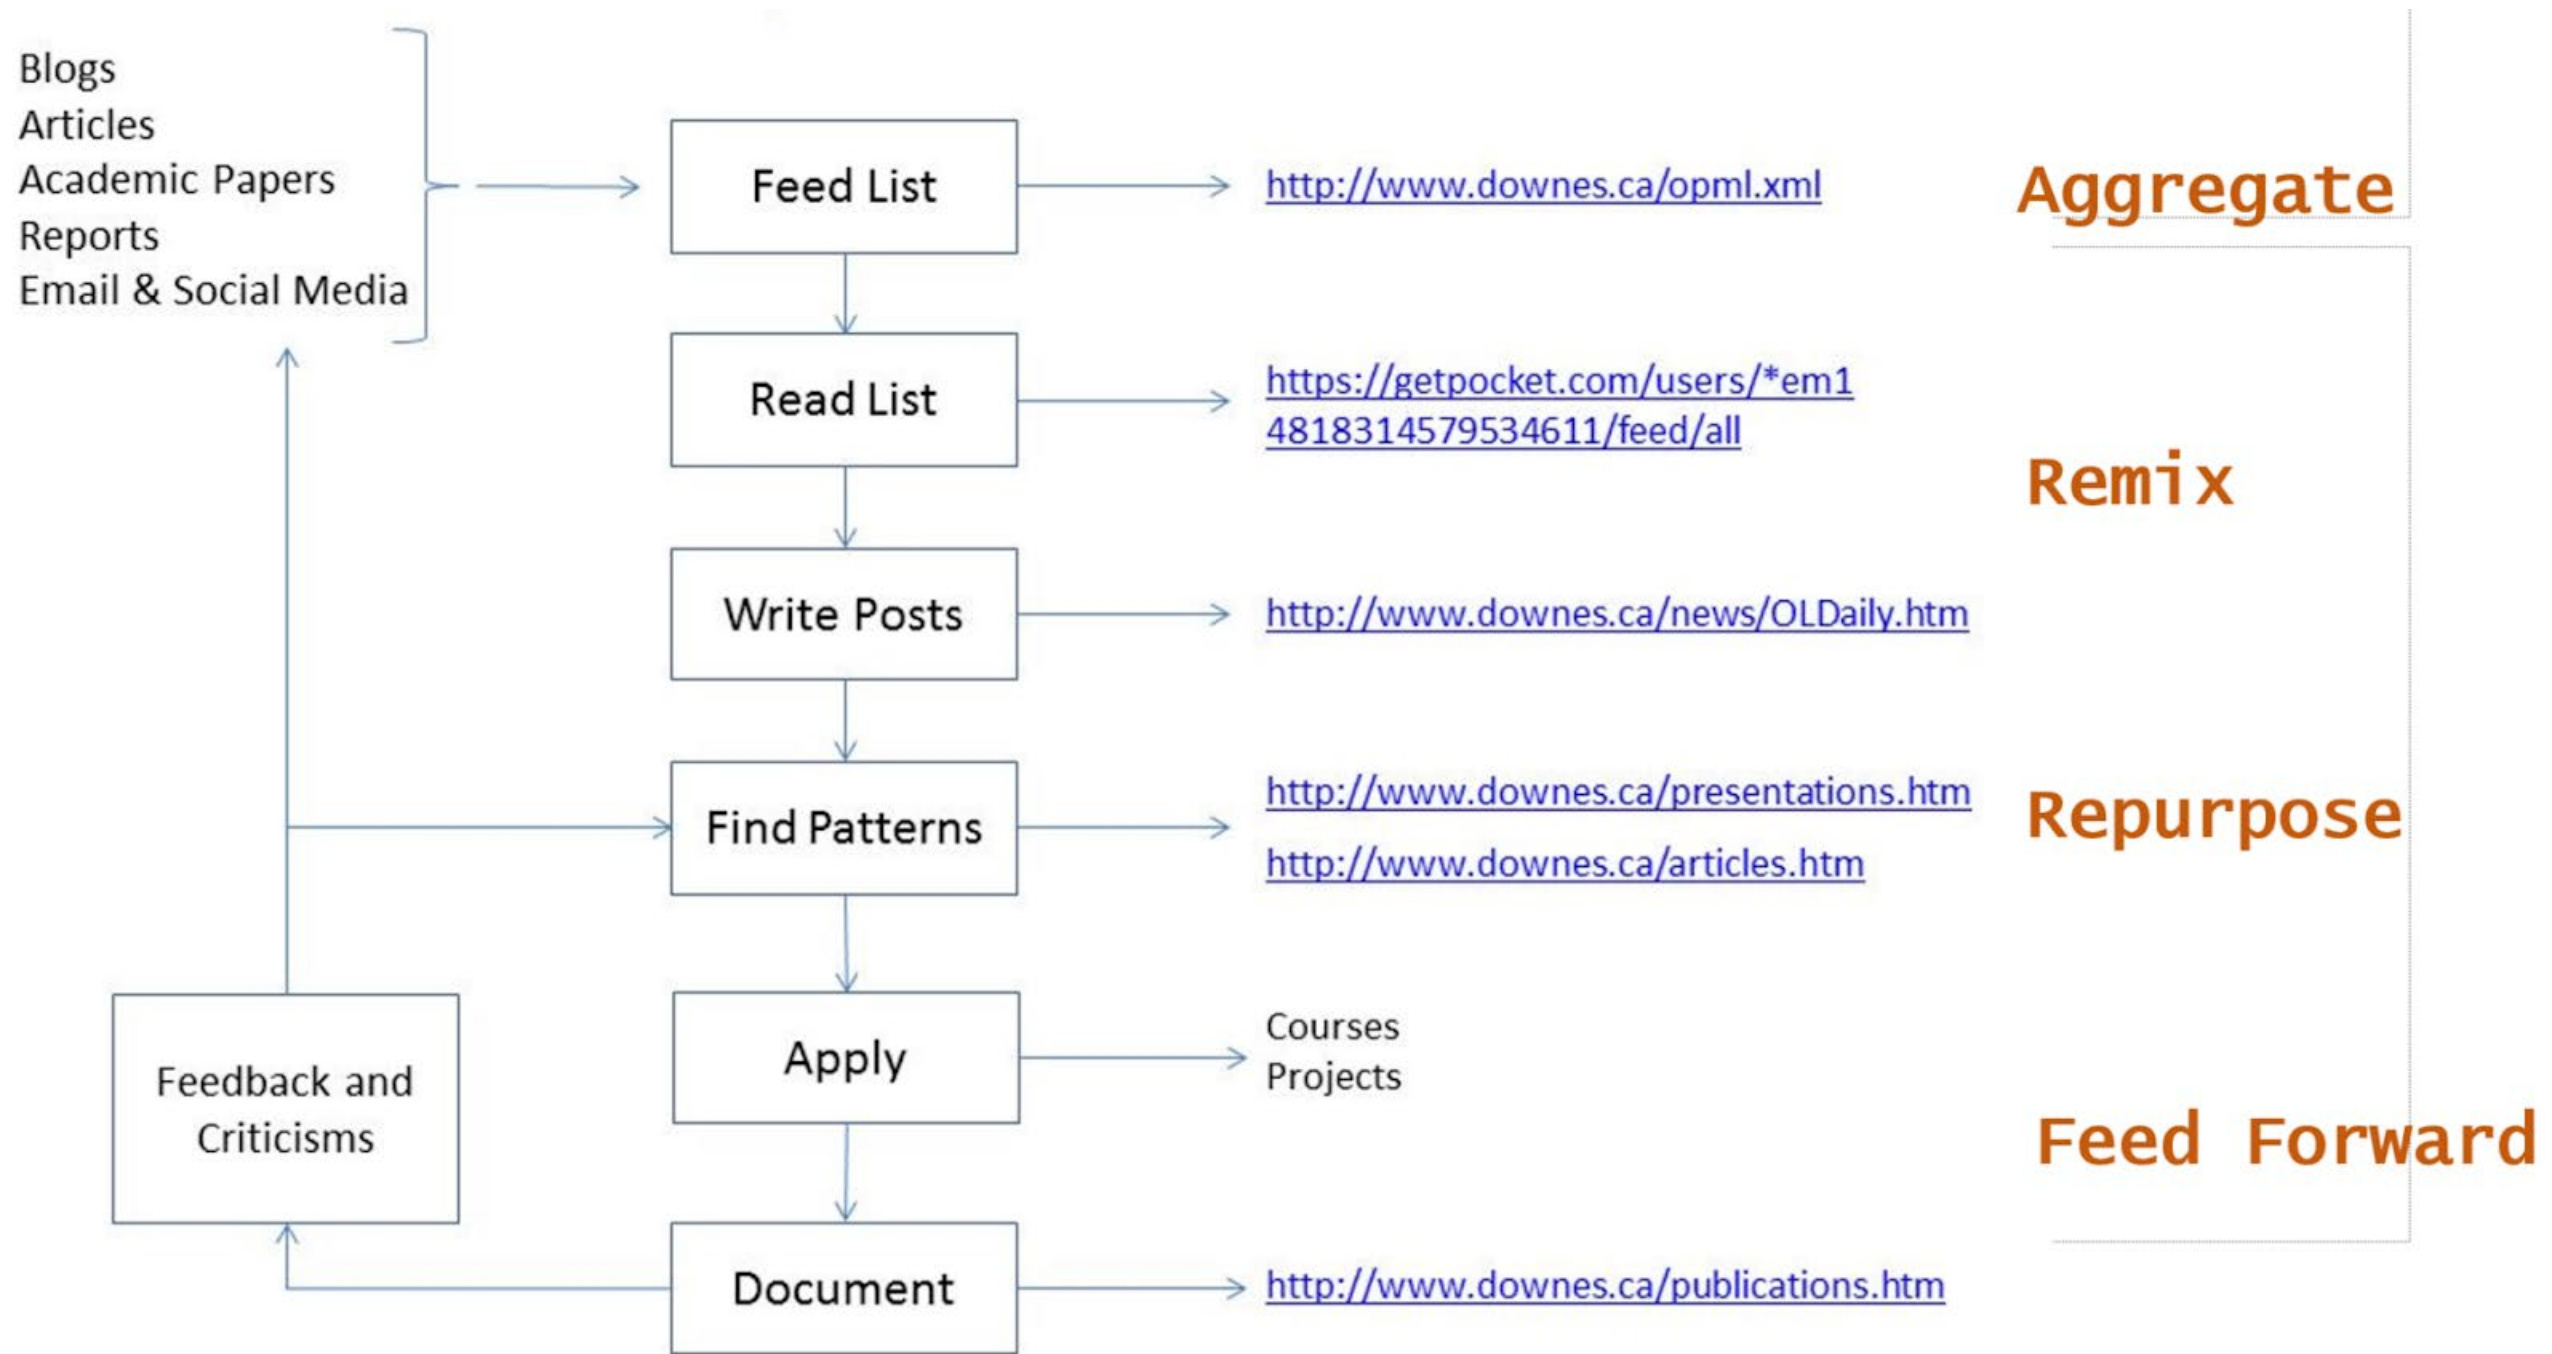 Blogs
Articles
Academic Papers
Reports
Email & Social Media
Feed List
http://www.downes.ca/opml.xml
Aggregate
Read List
https://getpocket.com/users/*em1
4818314579534611/feed/all
Remix
Write Posts
http://www.downes.ca/news/OLDaily.htm
Find Patterns
http://www.downes.ca/presentations.htm
http://www.downes.ca/articles.htm
Repurpose
Feedback and
Criticisms
Apply
Courses
Projects
Feed Forward
Document
http://www.downes.ca/publications.htm